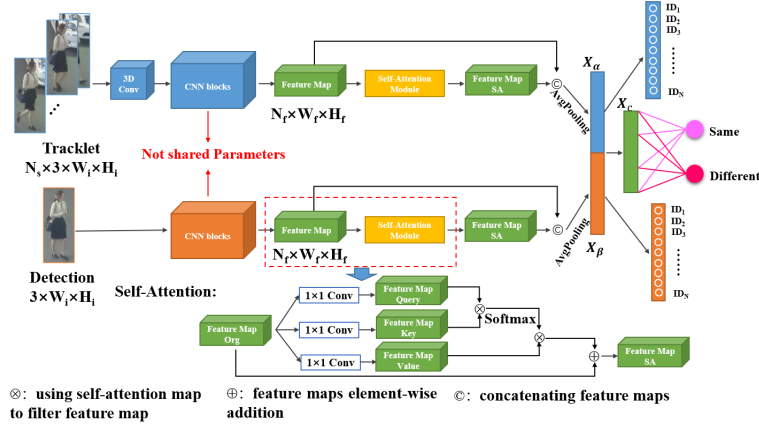 Tracklet
Ns×3×Wi×Hi
3D
Conv
CNN blocks
Feature Map
Nf×Wf×Hf
Self-Attention
Module
Feature Map
SA
©
AvgPooling
Xα
Xc
Xβ
ID1
ID2
ID3
IDN
Same
Different
Not shared Parameters
Detection
3×Wi×Hi
CNN blocks
Feature Map
Nf×Wf×Hf
Self-Attention
Module
Feature Map
SA
©
AvgPooling
ID1
ID2
ID3
IDN
Self-Attention:
Feature Map
Org
1×1 Conv
1×1 Conv
1×1 Conv
Feature Map
Query
Feature Map
Key
Feature Map
Value
⊗
Softmax
⊗
⊗
⊕
Feature Map
SA
⊗: using self-attention map
to filter feature map
⊕: feature maps element-wise
addition
©: concatenating feature maps